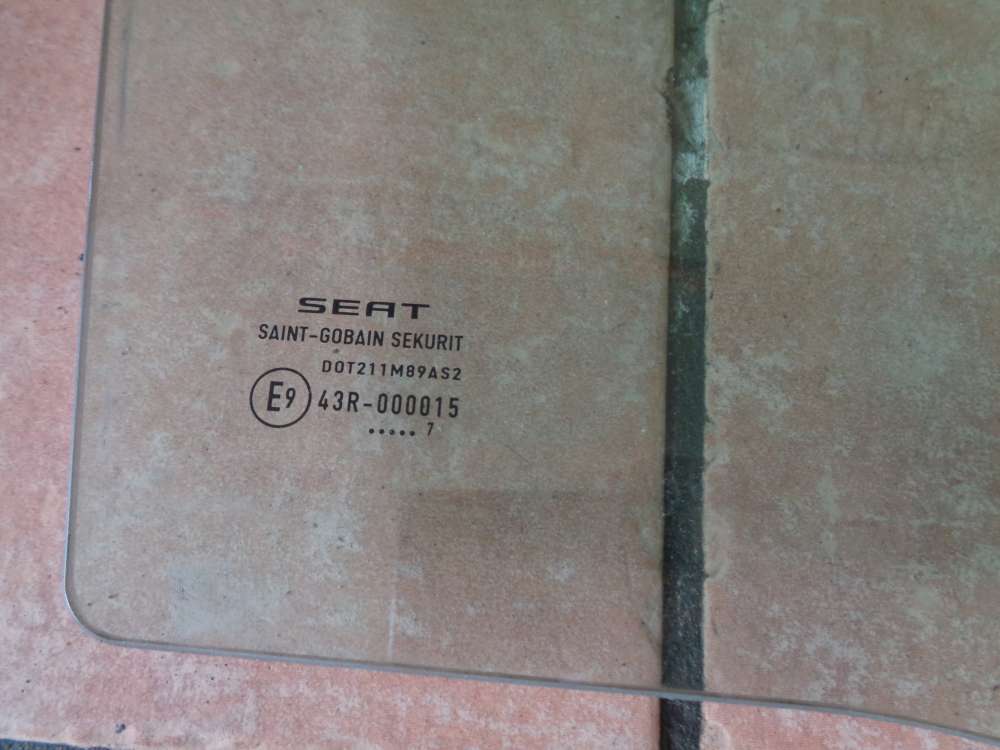 SEAT
SAINT-GOBAIN SEKURIT
DOT211M89AS2
E9 43R-000015
..... 7